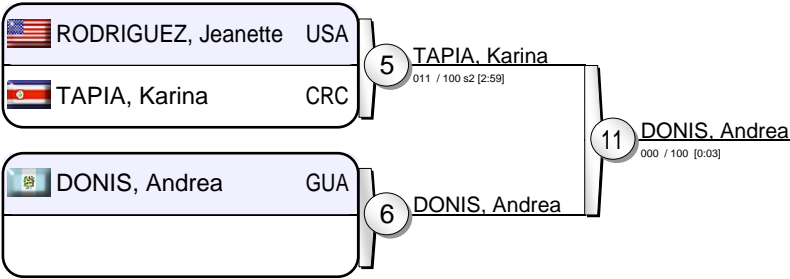 RODRIGUEZ, Jeanette USA
TAPIA, Karina CRC
5
TAPIA, Karina
011 / 100 s2 [2:59]
DONIS, Andrea GUA
6
DONIS, Andrea
11
DONIS, Andrea
000 / 100 [0:03]